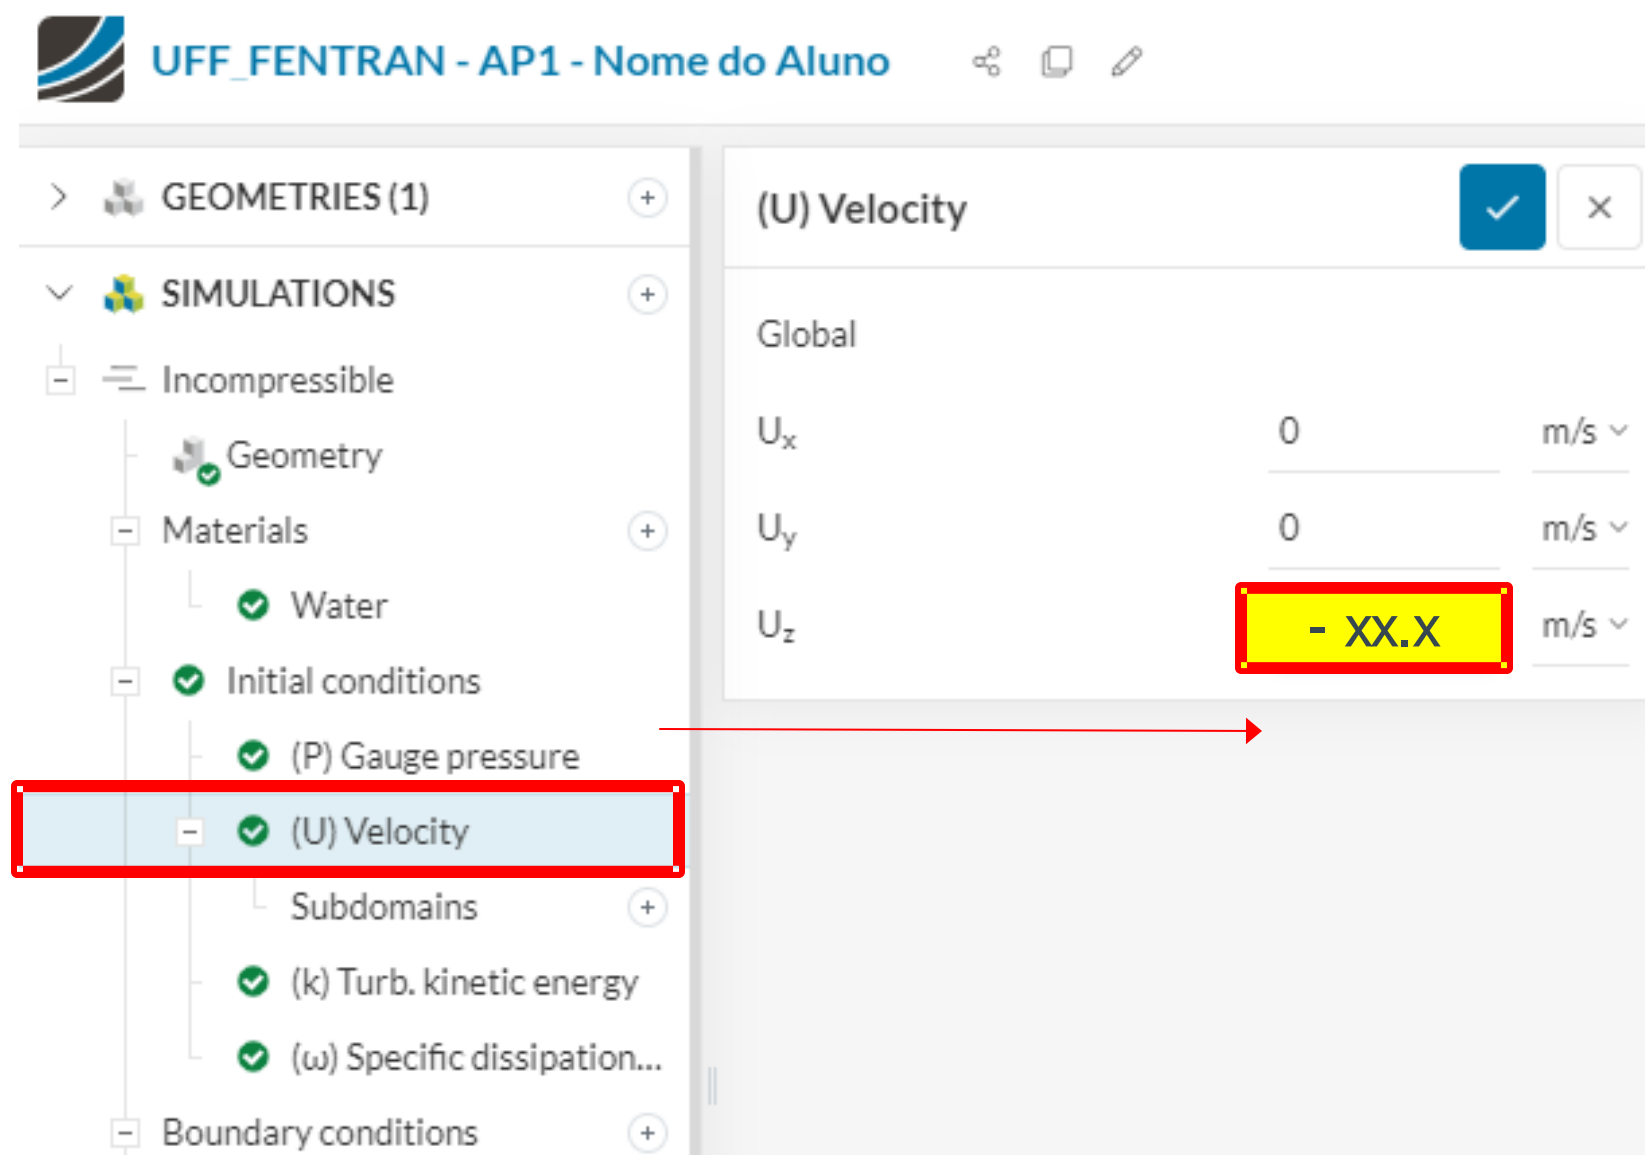 UFF_FENTRAN - AP1 - Nome do Aluno
GEOMETRIES (1)
SIMULATIONS
Incompressible
Geometry
Materials
Water
Initial conditions
(P) Gauge pressure
(U) Velocity
Subdomains
(k) Turb. kinetic energy
(ω) Specific dissipation...
Boundary conditions
(U) Velocity
Global
Ux 0 m/s
Uy 0 m/s
Uz - XX.X m/s